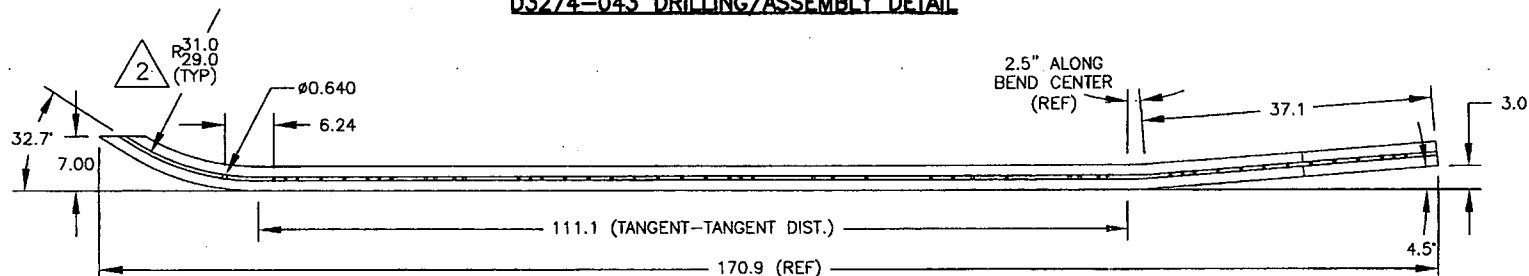 D3274-043 DRILLING/ASSEMBLY DETAIL
2
R31.0
29.0
(TYP)
Ø0.640
6.24
32.7°
7.00
2.5" ALONG
BEND CENTER
(REF)
37.1
3.0
111.1 (TANGENT-TANGENT DIST.)
4.5°
170.9 (REF)